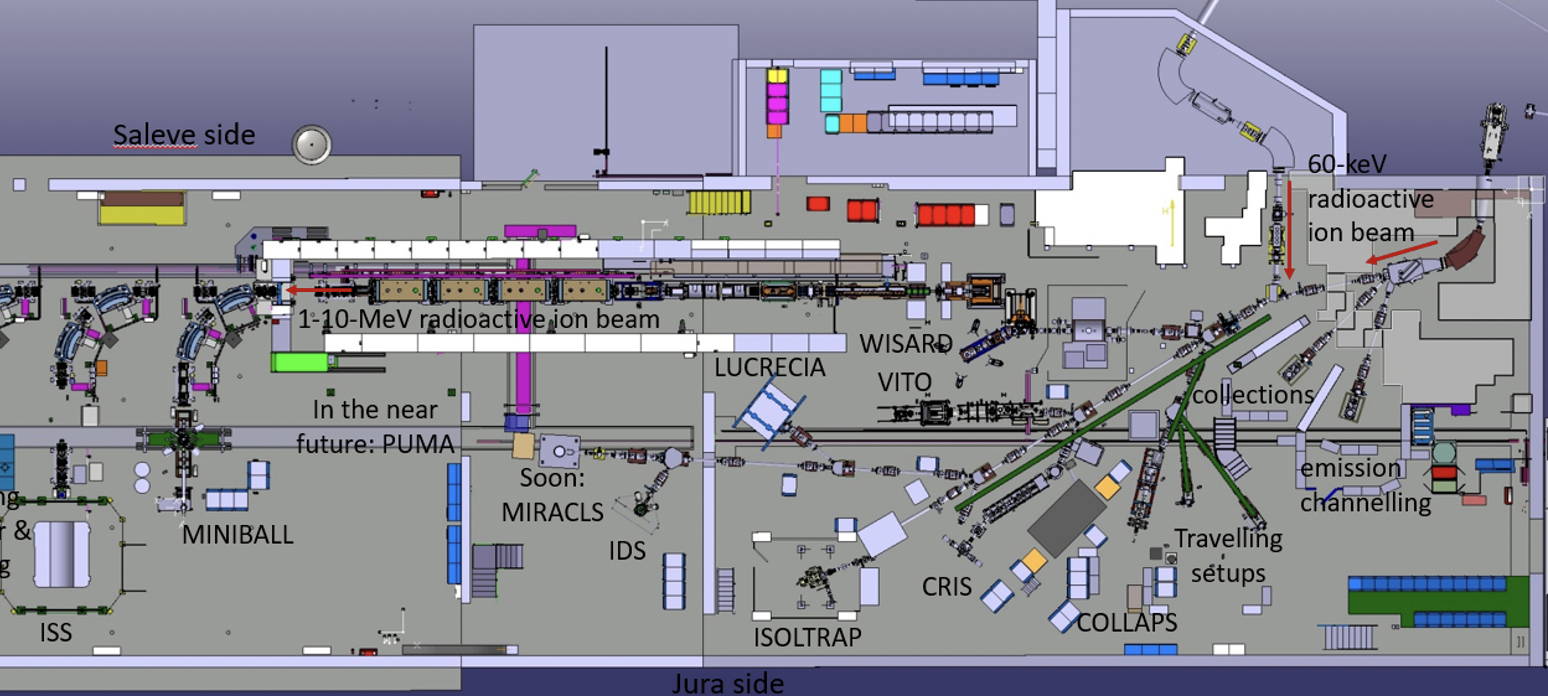 Saleve side
60-keV
radioactive
ion beam
1-10-MeV radioactive ion beam
WISARD
LUCRECIA
VITO
collections
In the near
future: PUMA
emission
channelling
Soon:
MIRACLS
MINIBALL
IDS
Travelling
setups
CRIS
COLLAPS
ISS
ISOLTRAP
Jura side